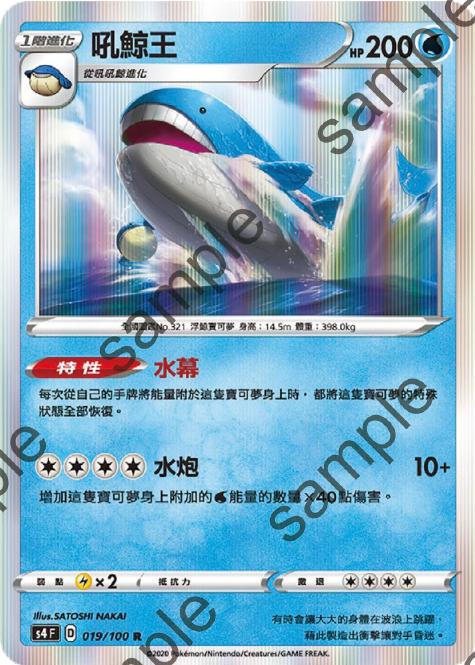 1階進化
吼鯨王
HP 200
從吼吼鯨進化
sample
全國圖鑑No.321 浮鯨寶可夢 身高：14.5m 體重：398.0kg
sample
特性 水幕
每次從自己的手牌將能量附於這隻寶可夢身上時，都將這隻寶可夢的特殊
狀態全部恢復。
sample
水炮 10+
增加這隻寶可夢身上附加的能量的數量×40點傷害。
sample
弱點 ×2 抵抗力 撤退
Illus.SATOSHI NAKAI
s4 F D 019/100 R
有時會讓大大的身體在波浪上跳躍，
藉此製造出衝擊讓對手昏迷。
sample
©2020 Pokémon/Nintendo/Creatures/GAME FREAK.